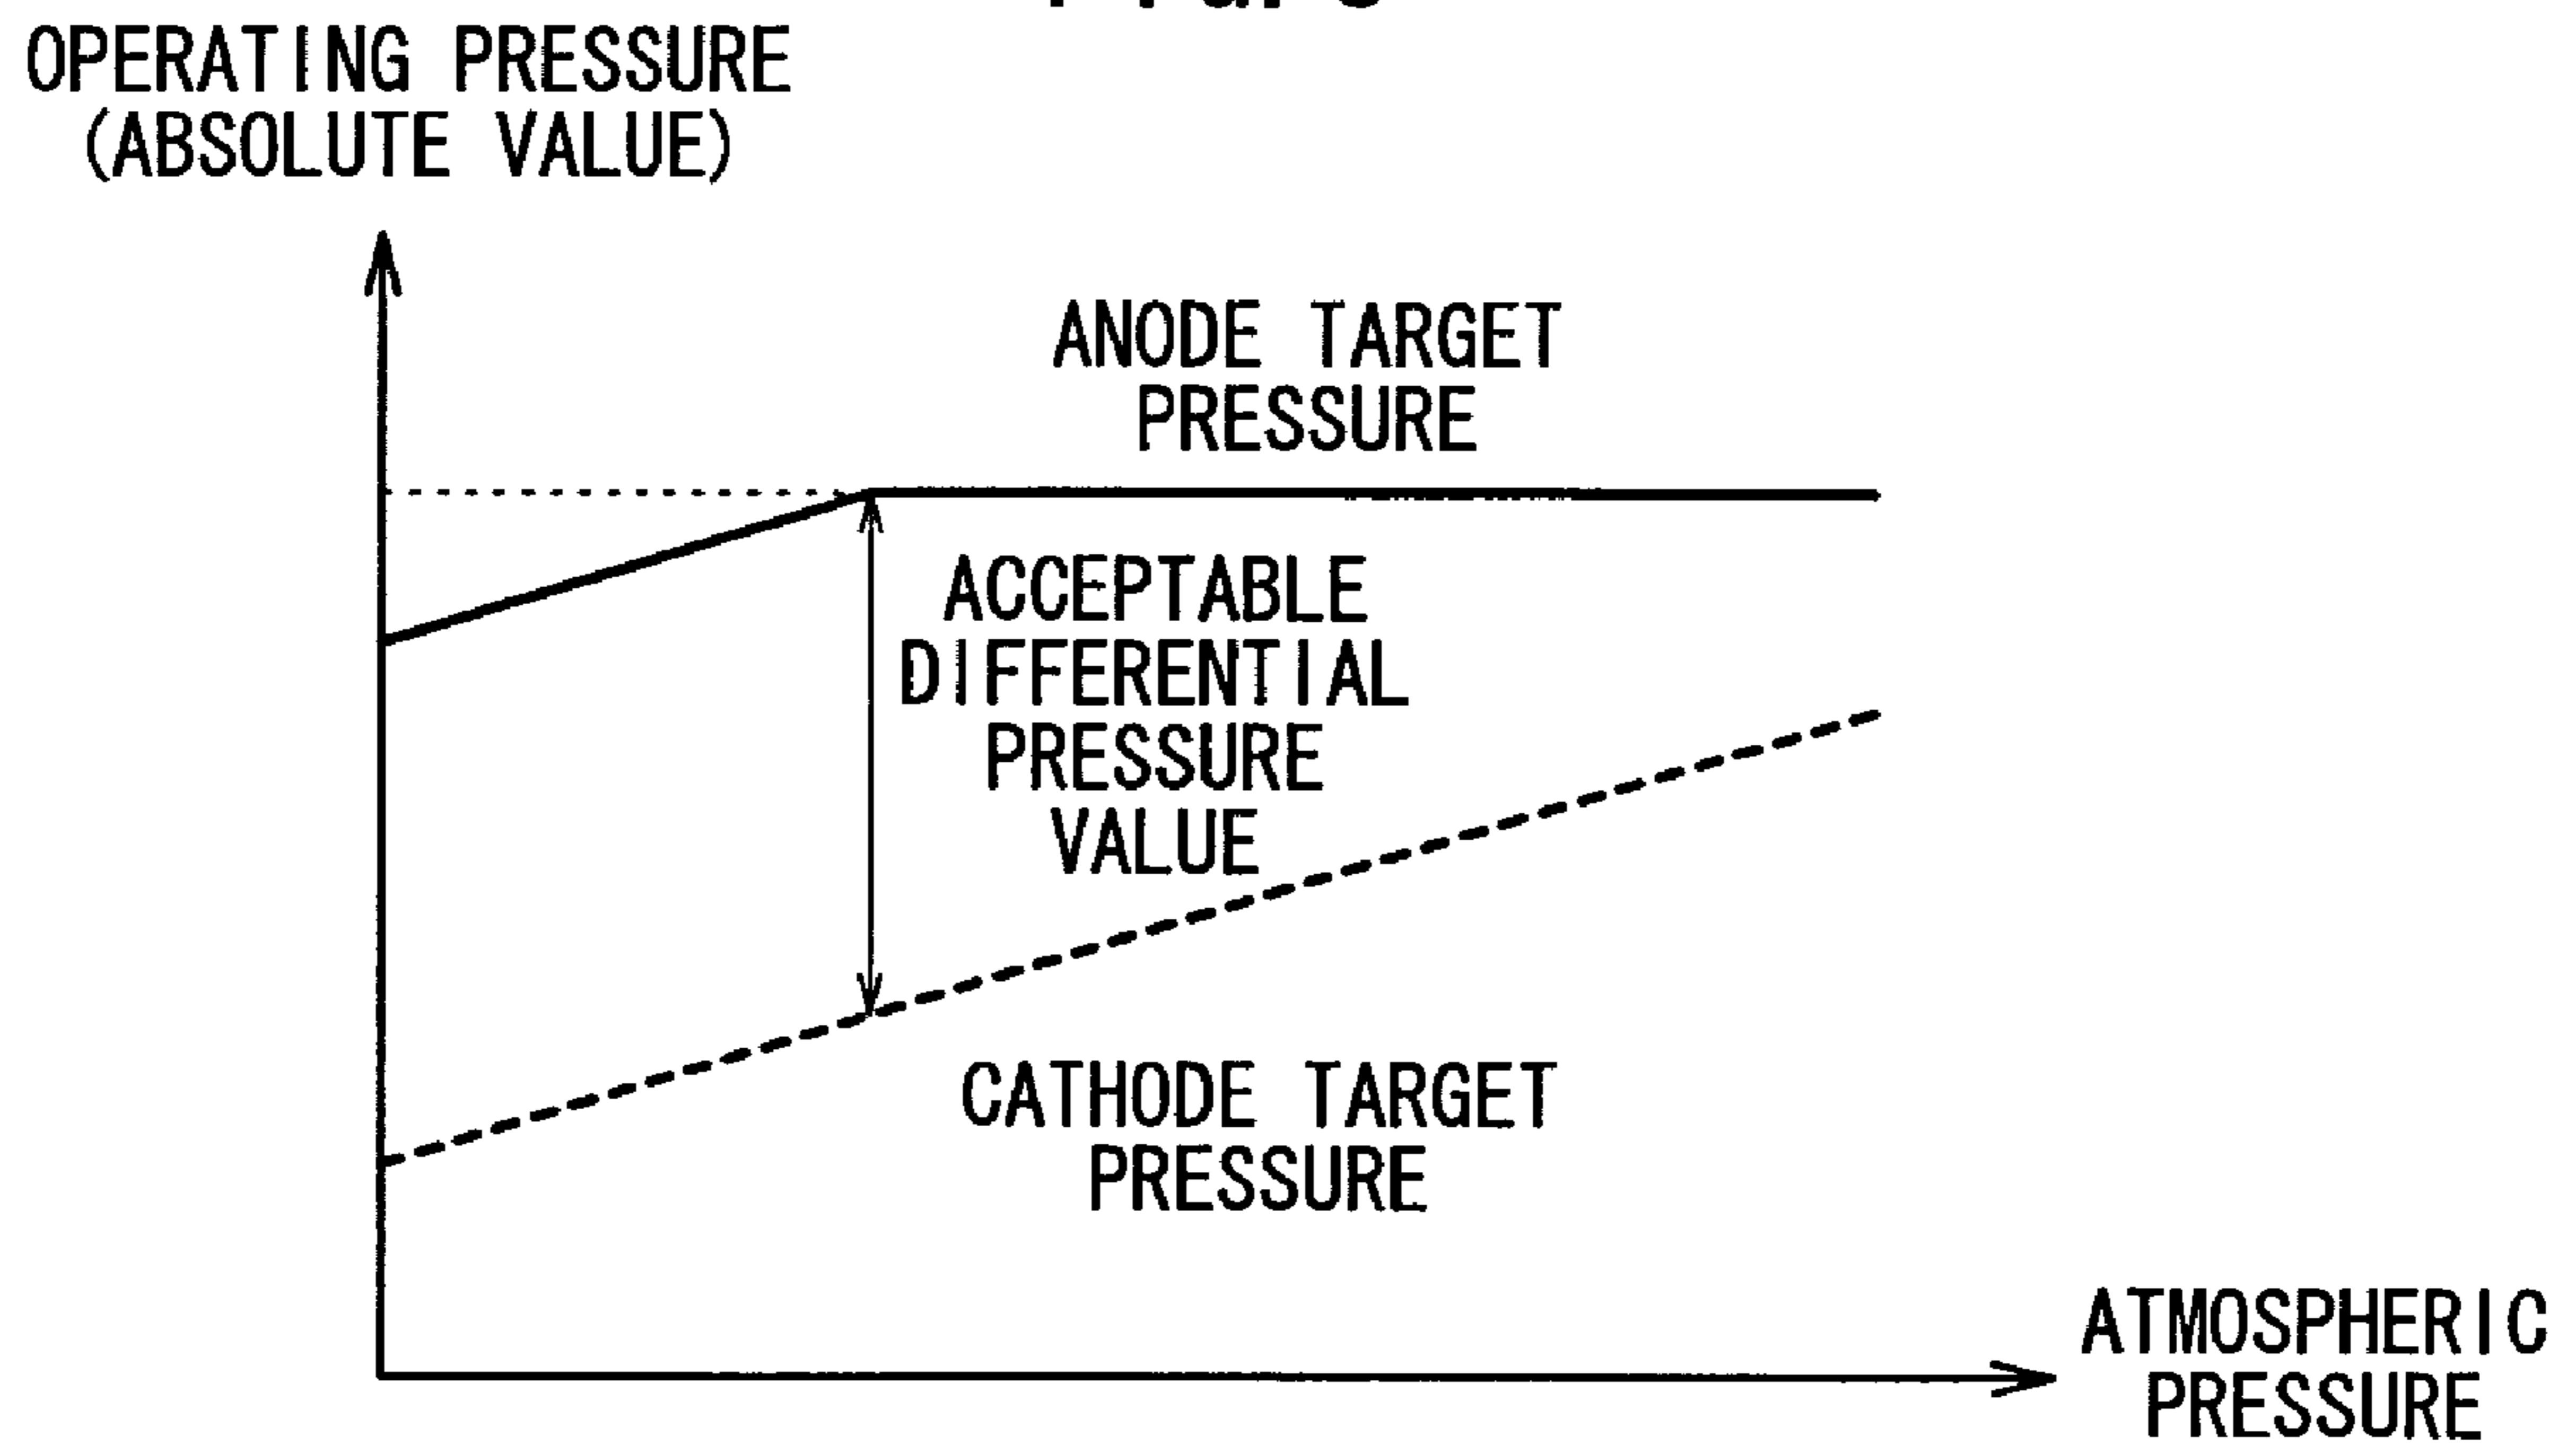 OPERATING PRESSURE
(ABSOLUTE VALUE)
ANODE TARGET
PRESSURE
ACCEPTABLE
DIFFERENTIAL
PRESSURE
VALUE
CATHODE TARGET
PRESSURE
ATMOSPHERIC
PRESSURE